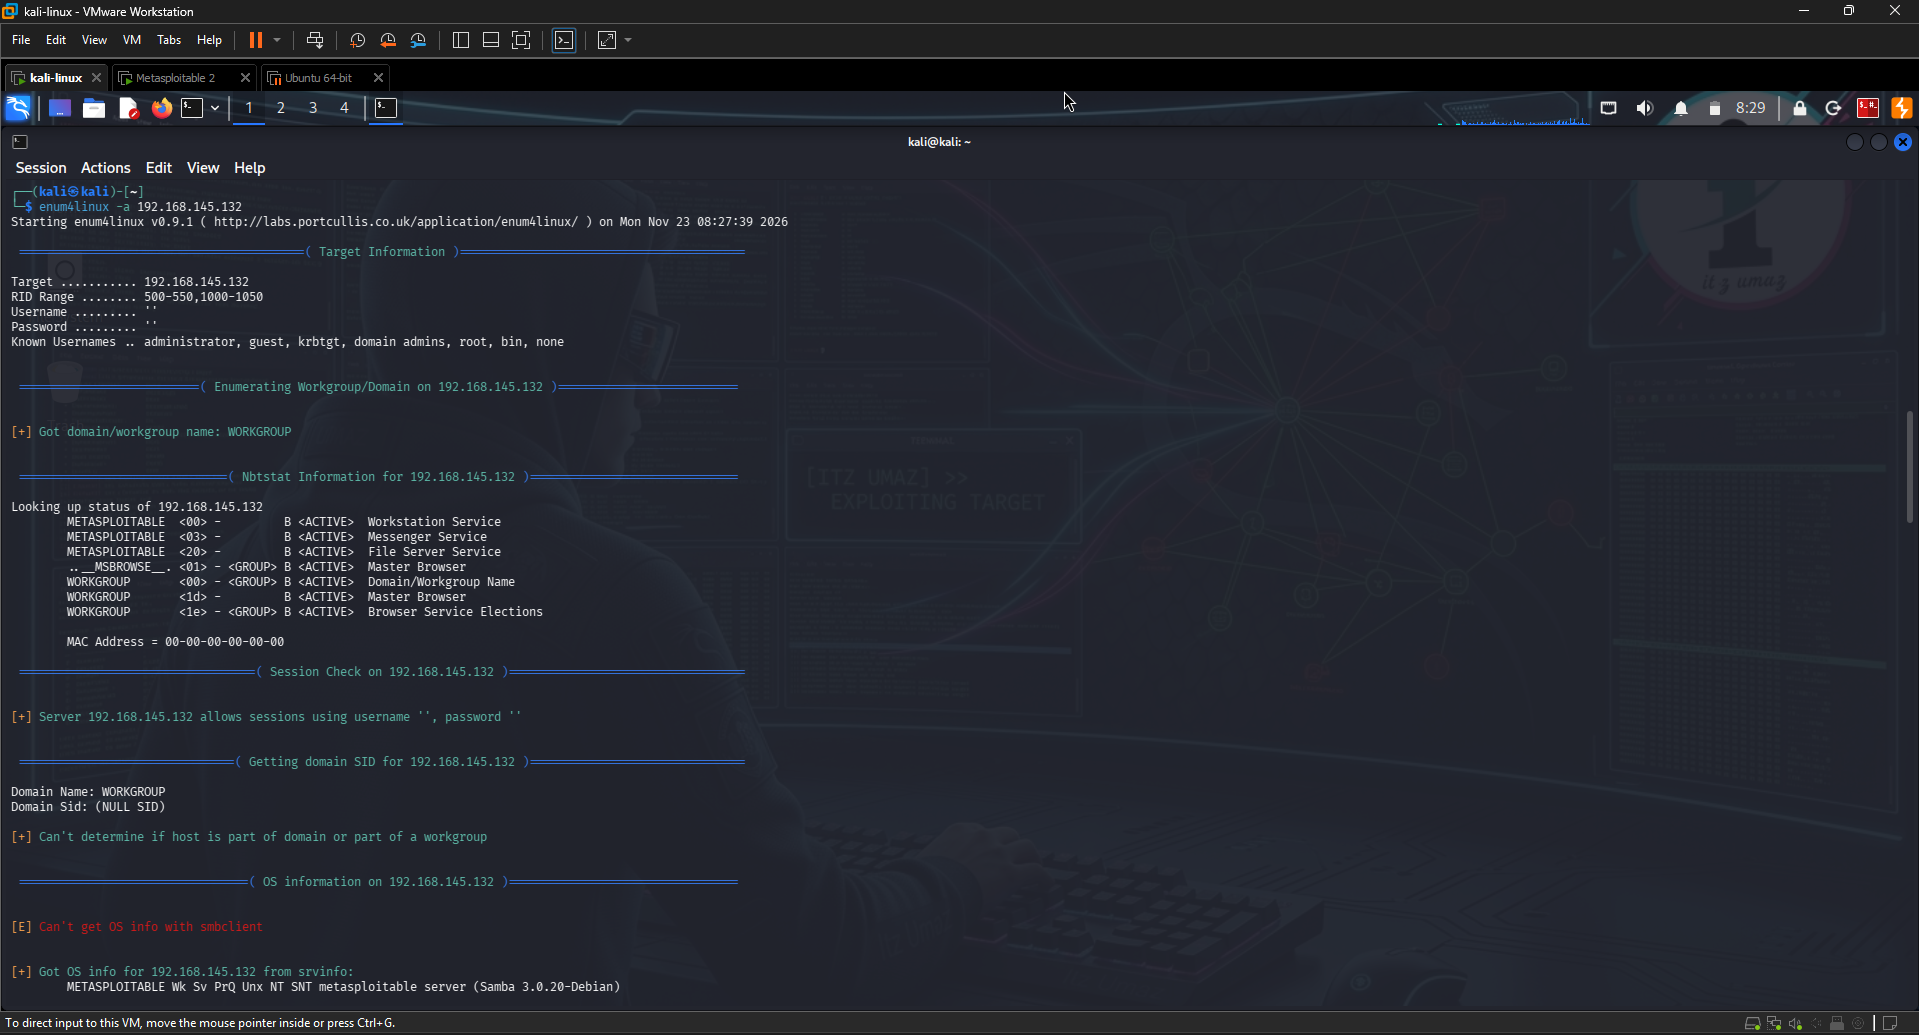 kali-linux - VMware Workstation
File Edit View VM Tabs Help
kali-linux Metasploitable 2 Ubuntu 64-bit
1 2 3 4 8:29
kali@kali: ~
Session Actions Edit View Help
┌──(kali㉿kali)-[~]
└─$ enum4linux -a 192.168.145.132
Starting enum4linux v0.9.1 ( http://labs.portcullis.co.uk/application/enum4linux/ ) on Mon Nov 23 08:27:39 2026
( Target Information )
Target ........... 192.168.145.132
RID Range ........ 500-550,1000-1050
Username ......... ''
Password ......... ''
Known Usernames .. administrator, guest, krbtgt, domain admins, root, bin, none
( Enumerating Workgroup/Domain on 192.168.145.132 )
[+] Got domain/workgroup name: WORKGROUP
( Nbtstat Information for 192.168.145.132 )
Looking up status of 192.168.145.132
METASPLOITABLE <00> - B <ACTIVE> Workstation Service
METASPLOITABLE <03> - B <ACTIVE> Messenger Service
METASPLOITABLE <20> - B <ACTIVE> File Server Service
..__MSBROWSE__. <01> - <GROUP> B <ACTIVE> Master Browser
WORKGROUP <00> - <GROUP> B <ACTIVE> Domain/Workgroup Name
WORKGROUP <1d> - B <ACTIVE> Master Browser
WORKGROUP <1e> - <GROUP> B <ACTIVE> Browser Service Elections
MAC Address = 00-00-00-00-00-00
( Session Check on 192.168.145.132 )
[+] Server 192.168.145.132 allows sessions using username '', password ''
( Getting domain SID for 192.168.145.132 )
Domain Name: WORKGROUP
Domain Sid: (NULL SID)
[+] Can't determine if host is part of domain or part of a workgroup
( OS information on 192.168.145.132 )
[E] Can't get OS info with smbclient
[+] Got OS info for 192.168.145.132 from srvinfo:
METASPLOITABLE Wk Sv PrQ Unx NT SNT metasploitable server (Samba 3.0.20-Debian)
it z umaz
[ITZ UMAZ] >>
EXPLOITING TARGET
To direct input to this VM, move the mouse pointer inside or press Ctrl+G.